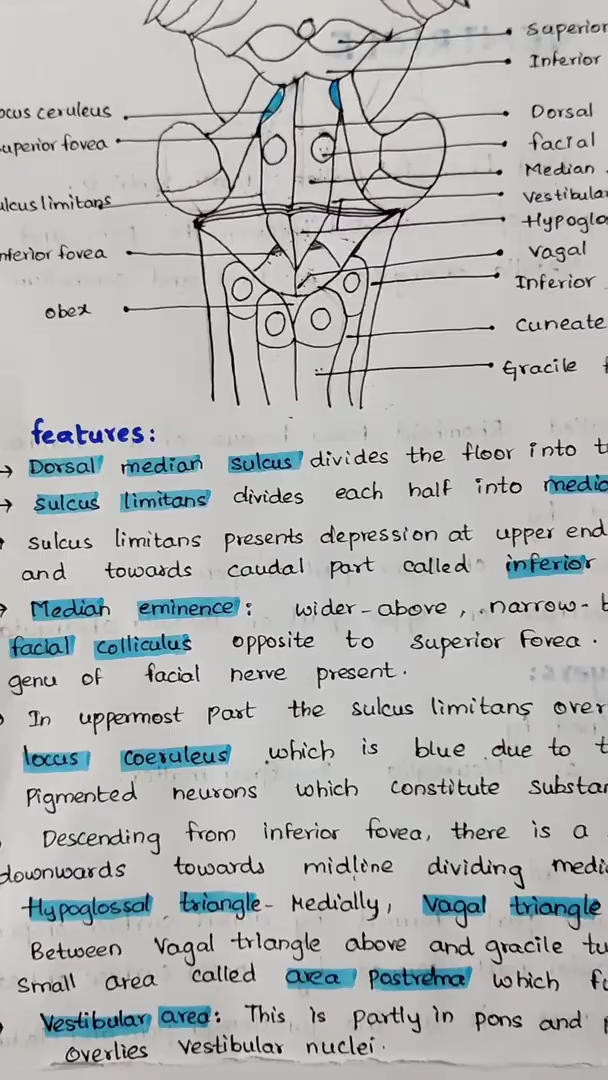 Superior
Inferior
ocus ceruleus
Dorsal
uperior fovea
facial
Median
ulcus limitans
vestibular
Hypoglo
nferior fovea
vagal
Inferior
obex
Cuneate
Gracile
features:
→ Dorsal median sulcus divides the floor into t
→ Sulcus limitans divides each half into media
sulcus limitans presents depression at upper end
and towards caudal part called inferior
→ Median eminence: wider-above, narrow-b
facial colliculus opposite to superior fovea.
genu of facial nerve present.
In uppermost part the sulcus limitans over
locus coeruleus which is blue due to t
Pigmented neurons which constitute substan
Descending from inferior fovea, there is a
downwards towards midline dividing media
Hypoglossal triangle- Medially, vagal triangle
Between vagal triangle above and gracile tu
small area called area postrema which fu
Vestibular area: This is partly in pons and p
overlies vestibular nuclei.